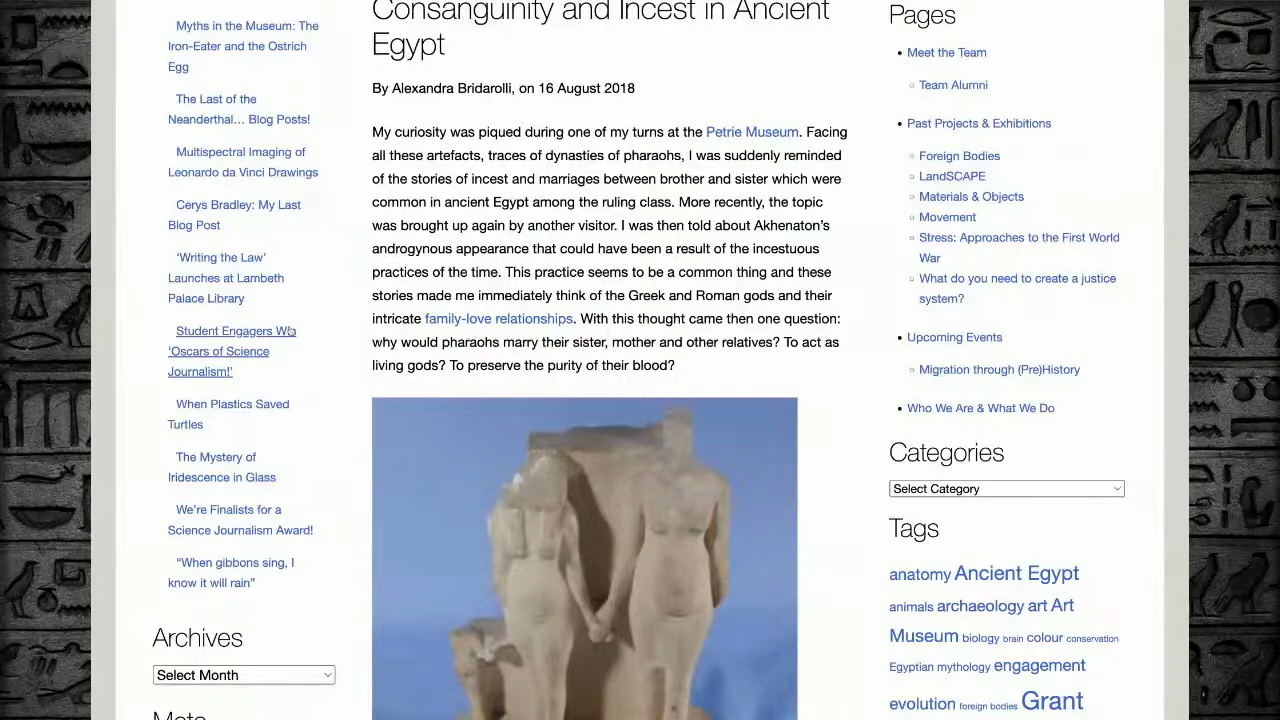 Myths in the Museum: The
Iron-Eater and the Ostrich
Egg
The Last of the
Neanderthal… Blog Posts!
Multispectral Imaging of
Leonardo da Vinci Drawings
Cerys Bradley: My Last
Blog Post
‘Writing the Law’
Launches at Lambeth
Palace Library
Student Engagers Win
‘Oscars of Science
Journalism!’
When Plastics Saved
Turtles
The Mystery of
Iridescence in Glass
We’re Finalists for a
Science Journalism Award!
“When gibbons sing, I
know it will rain”
Archives
Select Month
Meta
Consanguinity and Incest in Ancient
Egypt
By Alexandra Bridarolli, on 16 August 2018
My curiosity was piqued during one of my turns at the Petrie Museum. Facing
all these artefacts, traces of dynasties of pharaohs, I was suddenly reminded
of the stories of incest and marriages between brother and sister which were
common in ancient Egypt among the ruling class. More recently, the topic
was brought up again by another visitor. I was then told about Akhenaton’s
androgynous appearance that could have been a result of the incestuous
practices of the time. This practice seems to be a common thing and these
stories made me immediately think of the Greek and Roman gods and their
intricate family-love relationships. With this thought came then one question:
why would pharaohs marry their sister, mother and other relatives? To act as
living gods? To preserve the purity of their blood?
Pages
Meet the Team
Team Alumni
Past Projects & Exhibitions
Foreign Bodies
LandSCAPE
Materials & Objects
Movement
Stress: Approaches to the First World
War
What do you need to create a justice
system?
Upcoming Events
Migration through (Pre)History
Who We Are & What We Do
Categories
Select Category
Tags
anatomy Ancient Egypt
animals archaeology art Art
Museum biology brain colour conservation
Egyptian mythology engagement
evolution foreign bodies Grant